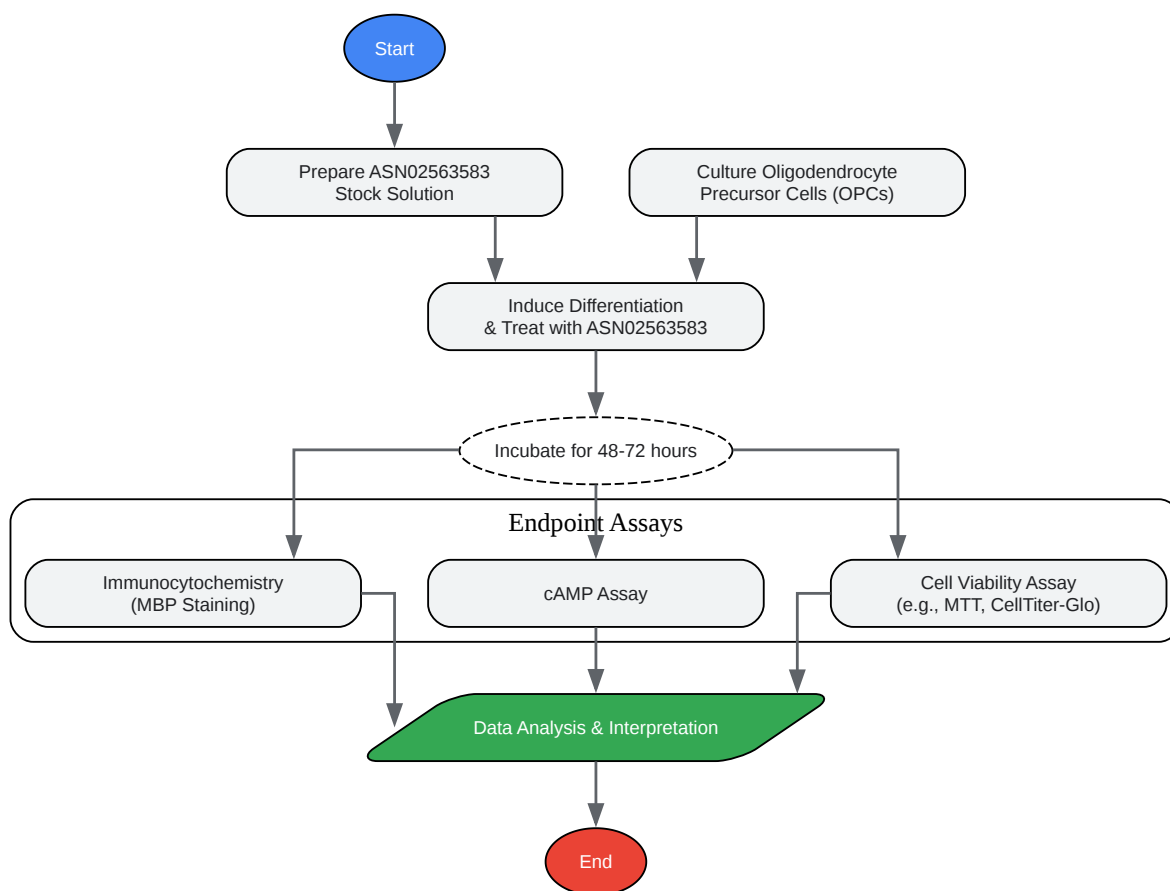 Start
Prepare ASN02563583
Stock Solution
Culture Oligodendrocyte
Precursor Cells (OPCs)
Induce Differentiation
& Treat with ASN02563583
Incubate for 48-72 hours
Endpoint Assays
Immunocytochemistry
(MBP Staining)
cAMP Assay
Cell Viability Assay
(e.g., MTT, CellTiter-Glo)
Data Analysis & Interpretation
End